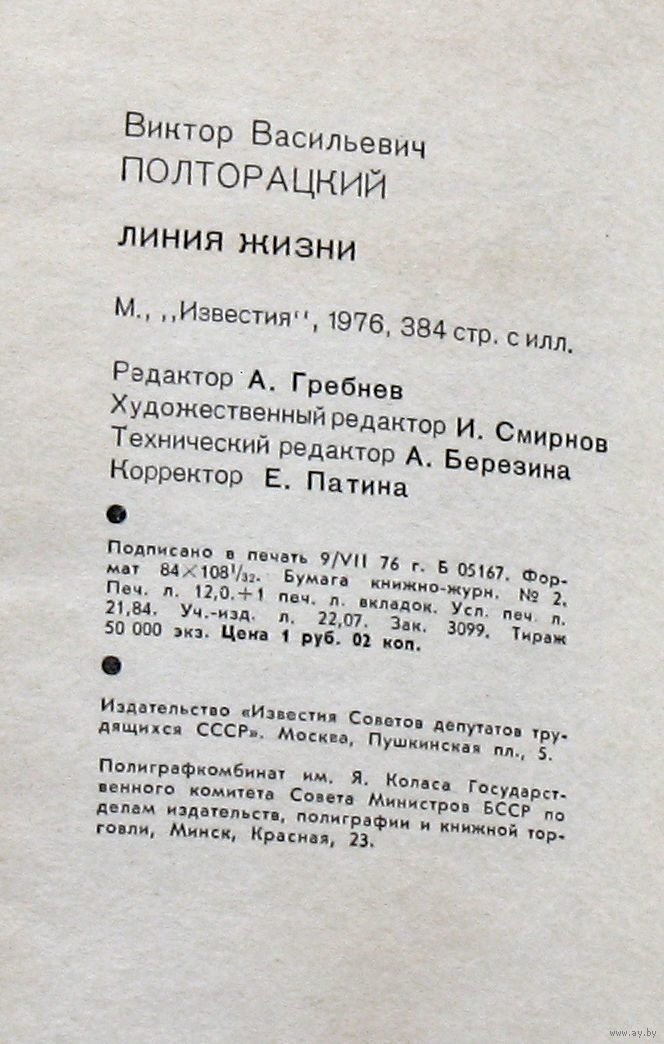 Виктор Васильевич
ПОЛТОРАЦКИЙ
ЛИНИЯ ЖИЗНИ
М., ,,Известия'', 1976, 384 стр. с илл.
Редактор А. Гребнев
Художественный редактор И. Смирнов
Технический редактор А. Березина
Корректор Е. Патина
Подписано в печать 9/VII 76 г. Б 05167. Фор-
мат 84×108¹/₃₂. Бумага книжно-журн. № 2.
Печ. л. 12,0.+1 печ. л. вкладок. Усл. печ. л.
21,84. Уч.-изд. л. 22,07. Зак. 3099. Тираж
50 000 экз. Цена 1 руб. 02 коп.
Издательство «Известия Советов депутатов тру-
дящихся СССР». Москва, Пушкинская пл., 5.
Полиграфкомбинат им. Я. Коласа Государст-
венного комитета Совета Министров БССР по
делам издательств, полиграфии и книжной тор-
говли, Минск, Красная, 23.
www.ay.by